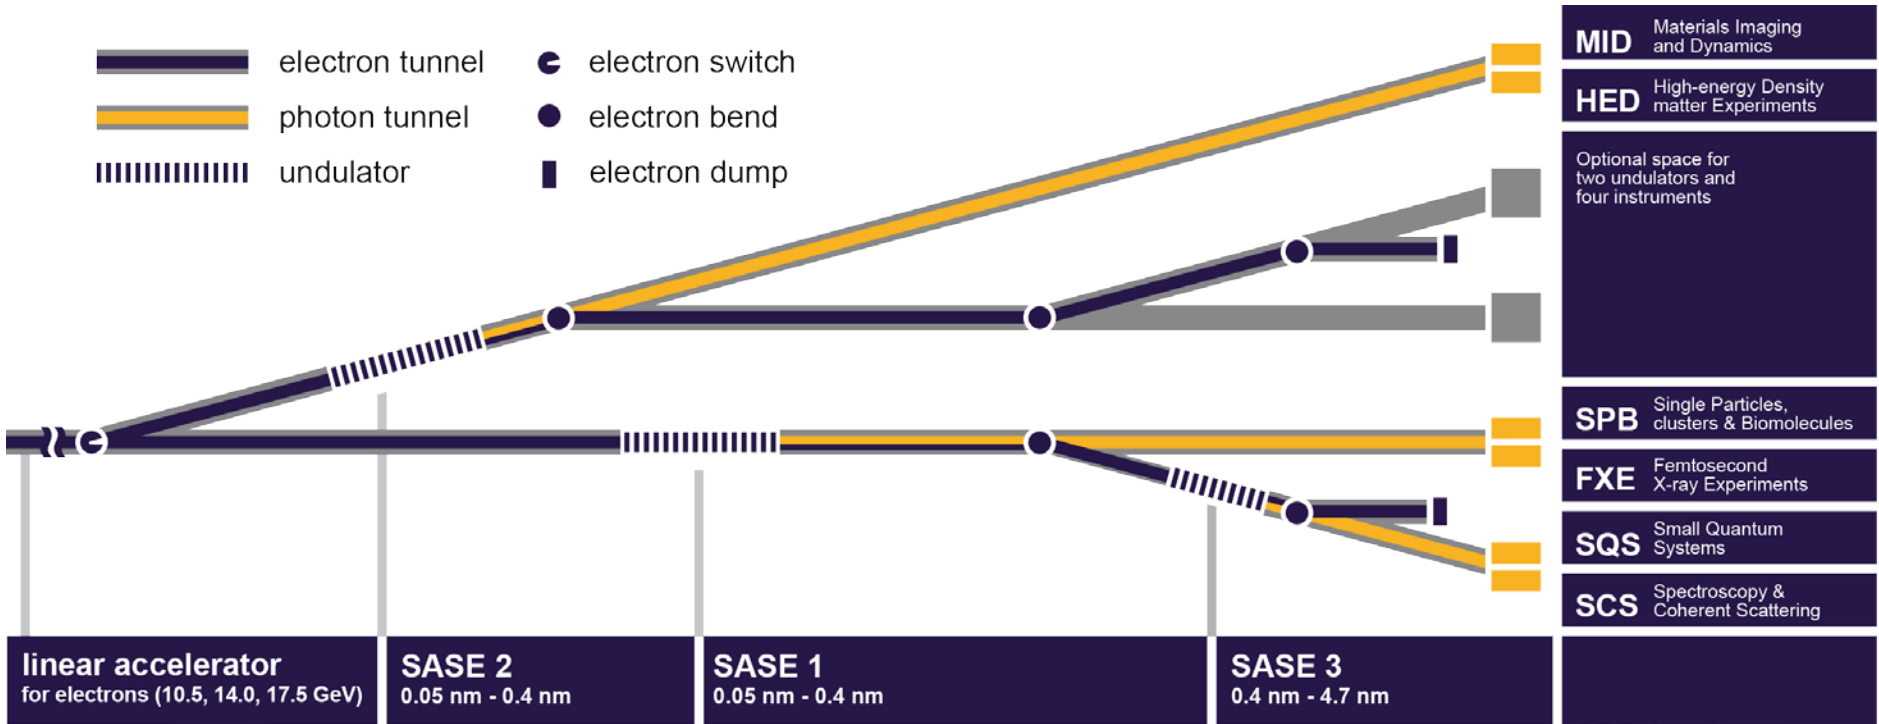 electron tunnel
photon tunnel
undulator
electron switch
electron bend
electron dump
MID
Materials Imaging
and Dynamics
HED
High-energy Density
matter Experiments
Optional space for
two undulators and
four instruments
SPB
Single Particles,
clusters & Biomolecules
FXE
Femtosecond
X-ray Experiments
SQS
Small Quantum
Systems
SCS
Spectroscopy &
Coherent Scattering
linear accelerator
for electrons (10.5, 14.0, 17.5 GeV)
SASE 2
0.05 nm - 0.4 nm
SASE 1
0.05 nm - 0.4 nm
SASE 3
0.4 nm - 4.7 nm